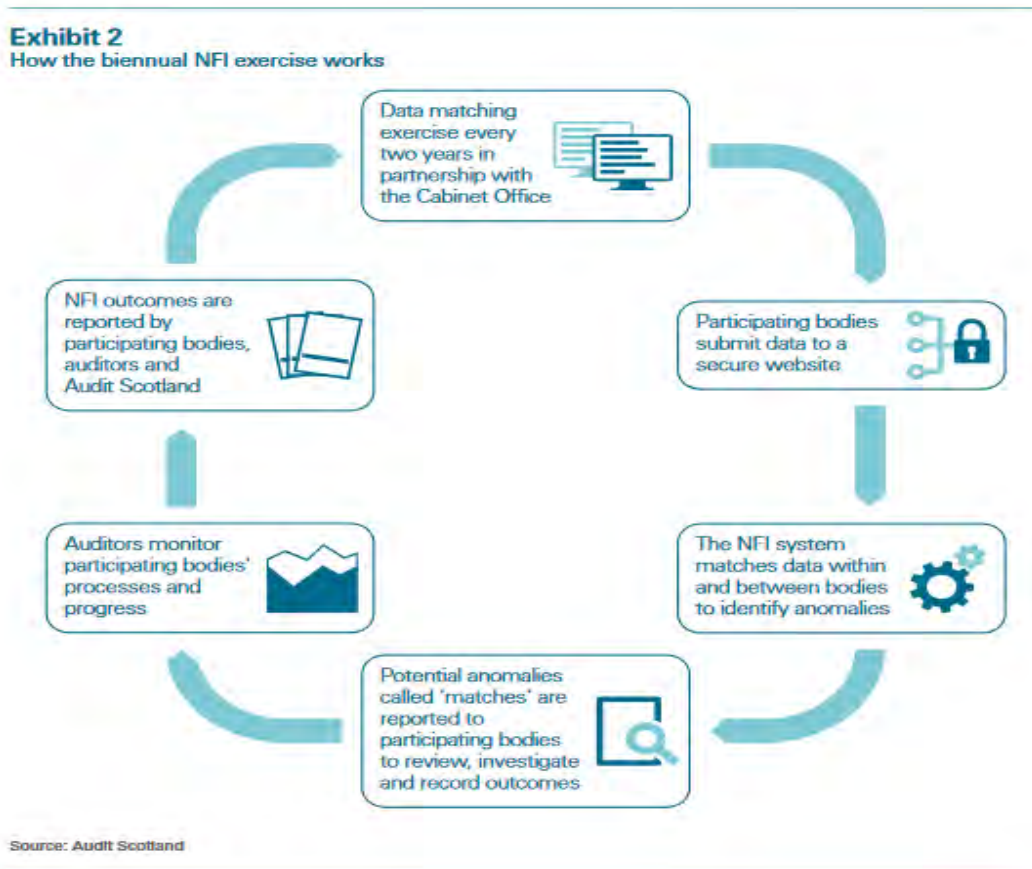 Exhibit 2
How the biennual NFI exercise works
Data matching
exercise every
two years in
partnership with
the Cabinet Office
Participating bodies
submit data to a
secure website
The NFI system
matches data within
and between bodies
to identify anomalies
Potential anomalies
called ‘matches’ are
reported to
participating bodies
to review, investigate
and record outcomes
Auditors monitor
participating bodies’
processes and
progress
NFI outcomes are
reported by
participating bodies,
auditors and
Audit Scotland
Source: Audit Scotland